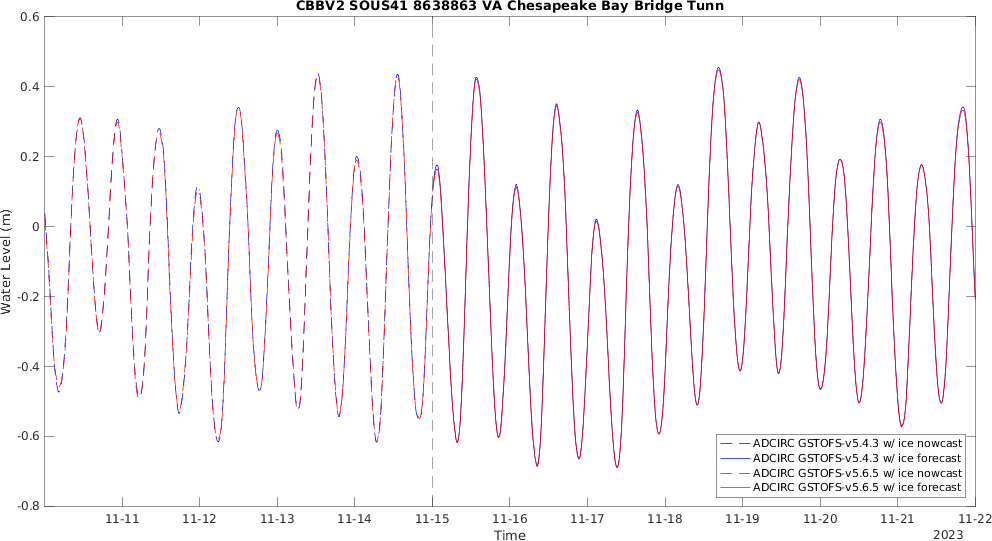 CBBV2 SOUS41 8638863 VA Chesapeake Bay Bridge Tunn
Water Level (m)
0.6
0.4
0.2
0
-0.2
-0.4
-0.6
-0.8
ADCIRC GSTOFS-v5.4.3 w/ ice nowcast
ADCIRC GSTOFS-v5.4.3 w/ ice forecast
ADCIRC GSTOFS-v5.6.5 w/ ice nowcast
ADCIRC GSTOFS-v5.6.5 w/ ice forecast
11-11 11-12 11-13 11-14 11-15 11-16 11-17 11-18 11-19 11-20 11-21 11-22
Time
2023